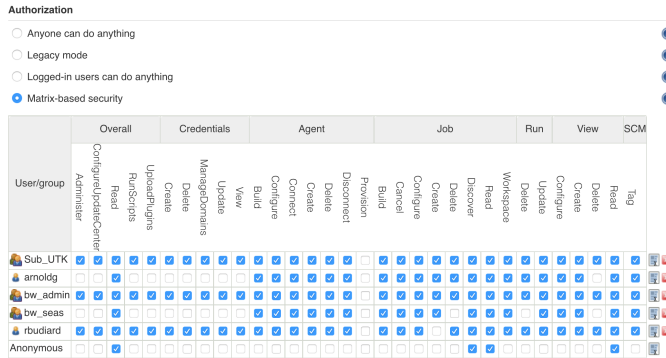 Authorization
Anyone can do anything
Legacy mode
Logged-in users can do anything
Matrix-based security
User/group Overall Credentials Agent Job Run View SCM
Administer ConfigureUpdateCenter Read RunScripts UploadPlugins Create Delete ManageDomains Update View Build Configure Connect Create Delete Disconnect Provision Build Cancel Configure Create Delete Discover Read Workspace Delete Update Configure Create Delete Read Tag
Sub_UTK
arnoldg
bw_admin
bw_seas
rbudiard
Anonymous